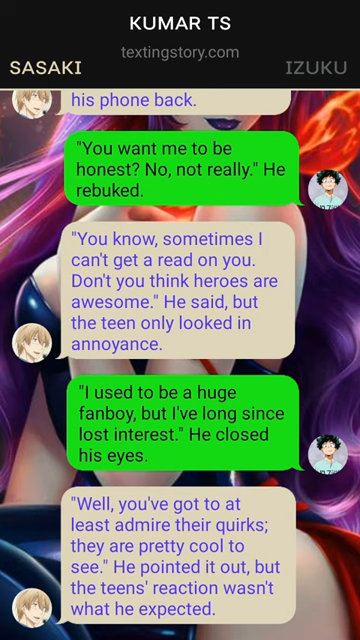 KUMAR TS
textingstory.com
SASAKI
IZUKU
his phone back.
"You want me to be
honest? No, not really." He
rebuked.
"You know, sometimes I
can't get a read on you.
Don't you think heroes are
awesome." He said, but
the teen only looked in
annoyance.
"I used to be a huge
fanboy, but I've long since
lost interest." He closed
his eyes.
"Well, you've got to at
least admire their quirks;
they are pretty cool to
see." He pointed it out, but
the teens' reaction wasn't
what he expected.